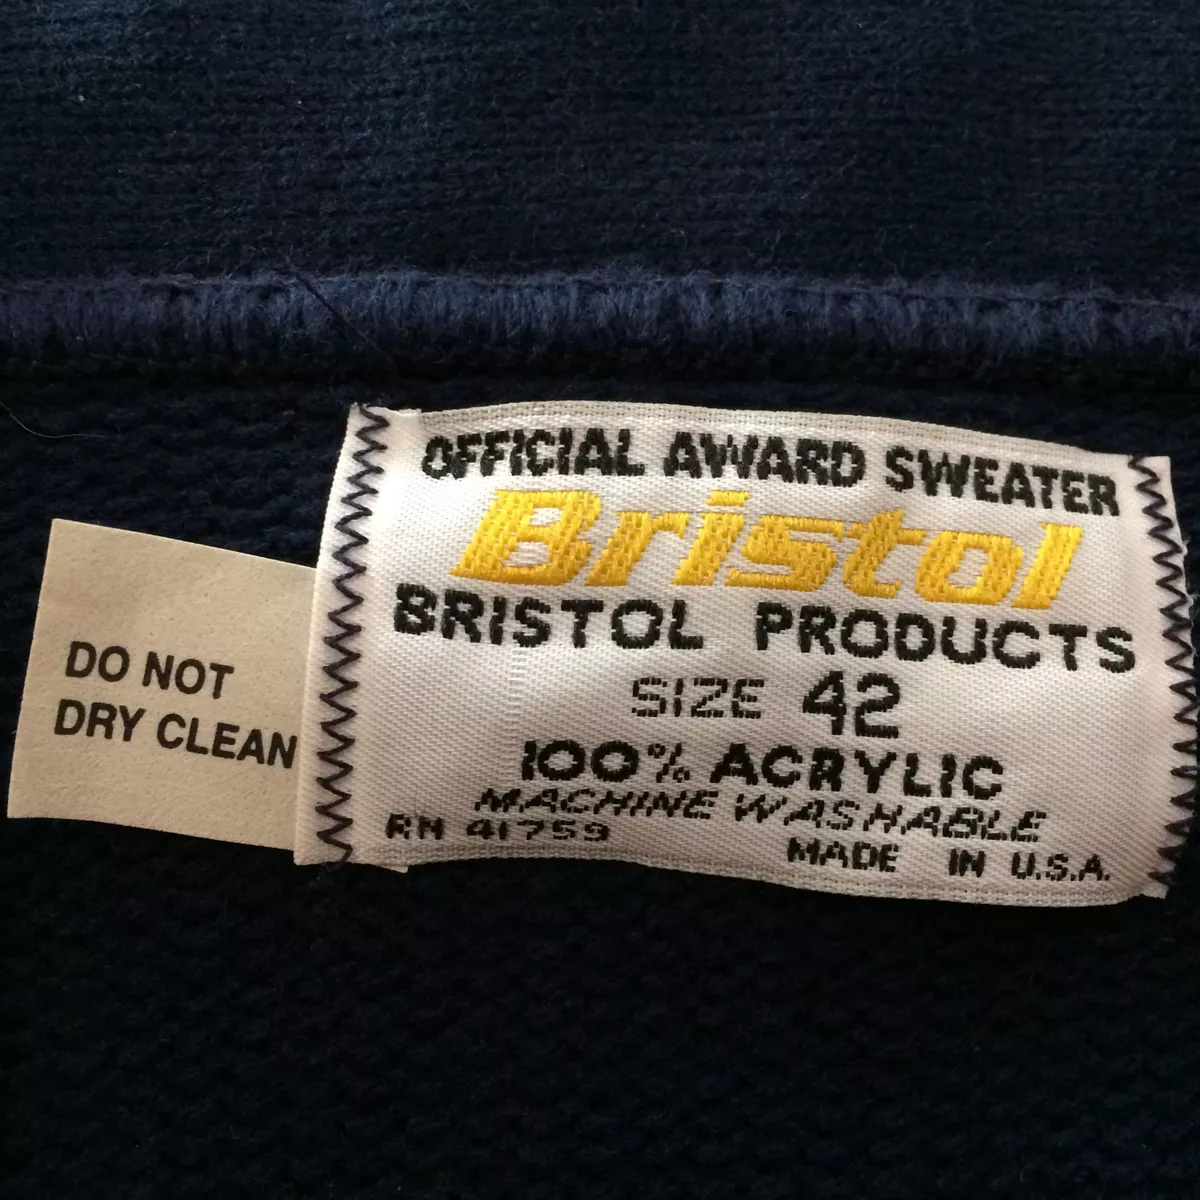 OFFICIAL AWARD SWEATER
Bristol
BRISTOL PRODUCTS
SIZE 42
100% ACRYLIC
MACHINE WASHABLE
RN 41759
MADE IN U.S.A.
DO NOT
DRY CLEAN